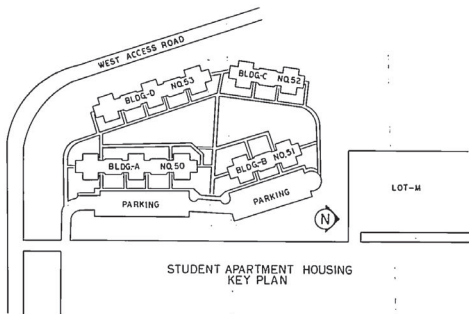 WEST ACCESS ROAD
BLDG.-D NO.53
BLDG.-C NO.52
BLDG.-A NO.50
BLDG.-B NO.51
PARKING
PARKING
LOT-M
N
STUDENT APARTMENT HOUSING
KEY PLAN